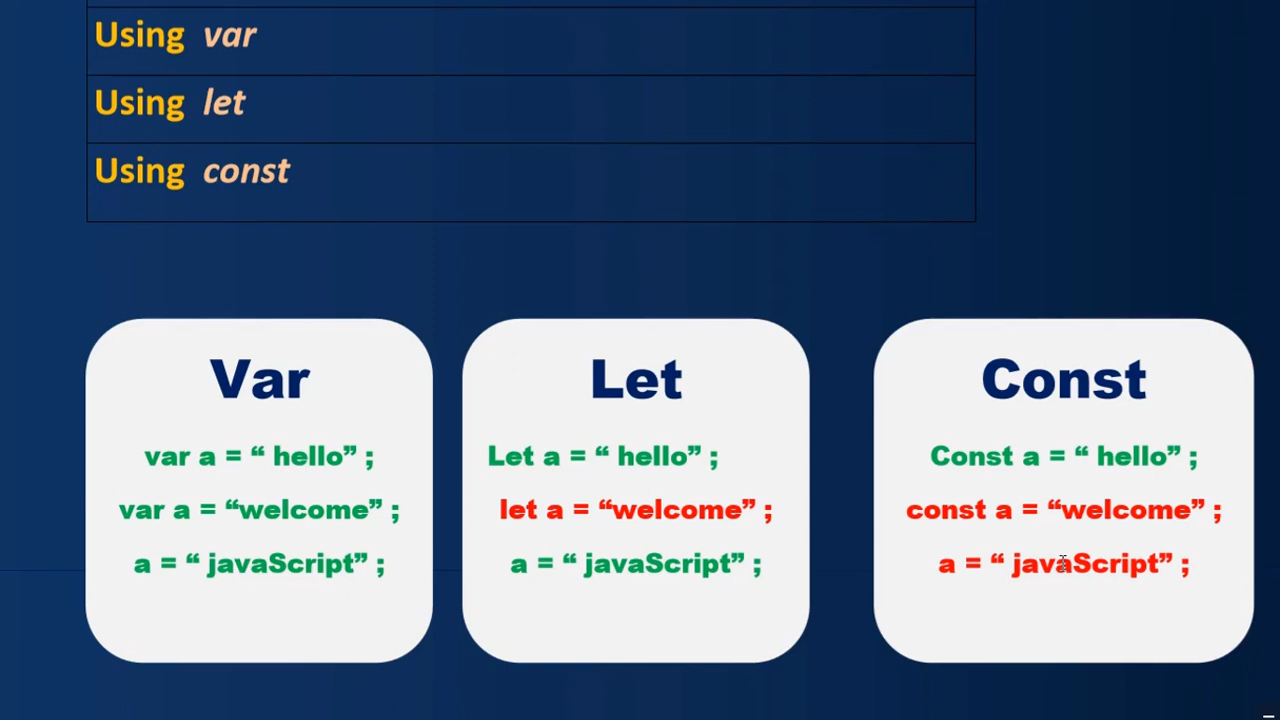 Using var
Using let
Using const
Var
var a = “ hello” ;
var a = “welcome” ;
a = “ javaScript” ;
Let
Let a = “ hello” ;
let a = “welcome” ;
a = “ javaScript” ;
Const
Const a = “ hello” ;
const a = “welcome” ;
a = “ javaScript” ;